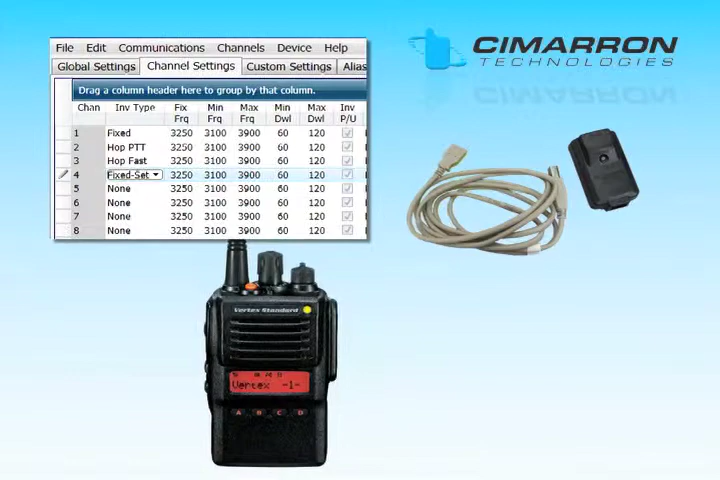 File Edit Communications Channels Device Help
Global Settings Channel Settings Custom Settings Alias
Drag a column header here to group by that column.
Chan Inv Type Fix Frq Min Frq Max Frq Min Dwl Max Dwl Inv P/U
1 Fixed 3250 3100 3900 60 120
2 Hop PTT 3250 3100 3900 60 120
3 Hop Fast 3250 3100 3900 60 120
4 Fixed-Set 3250 3100 3900 60 120
5 None 3250 3100 3900 60 120
6 None 3250 3100 3900 60 120
7 None 3250 3100 3900 60 120
8 None 3250 3100 3900 60 120
CIMARRON
TECHNOLOGIES
Vertex Standard
Vertex -1-
A B C D